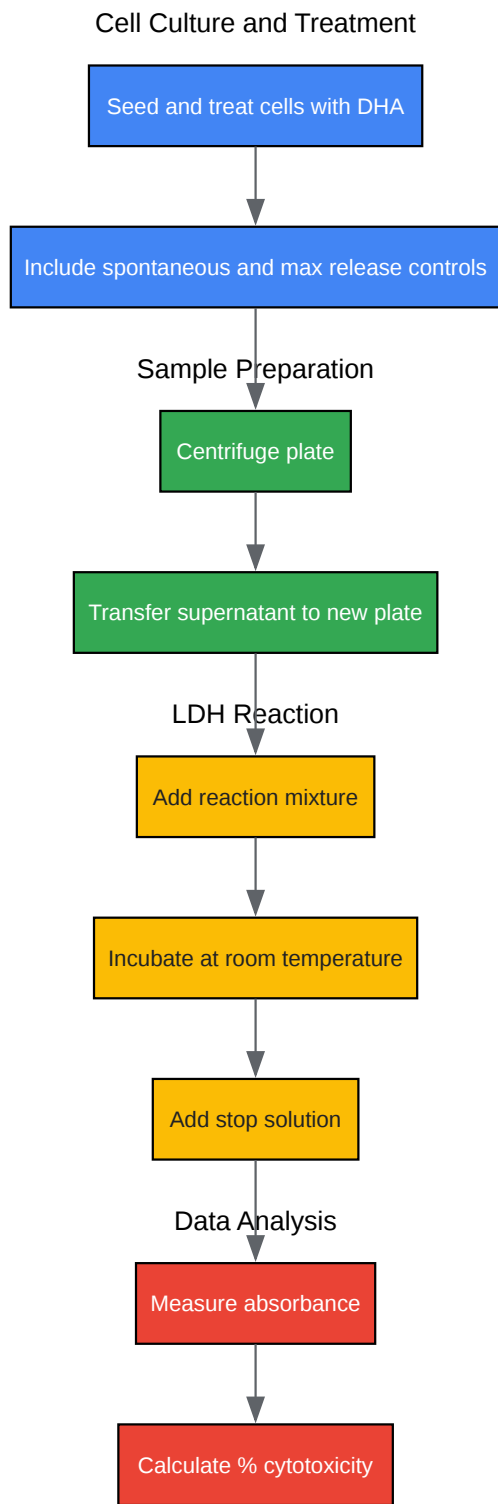 Cell Culture and Treatment
Seed and treat cells with DHA
Include spontaneous and max release controls
Sample Preparation
Centrifuge plate
Transfer supernatant to new plate
LDH Reaction
Add reaction mixture
Incubate at room temperature
Add stop solution
Data Analysis
Measure absorbance
Calculate % cytotoxicity